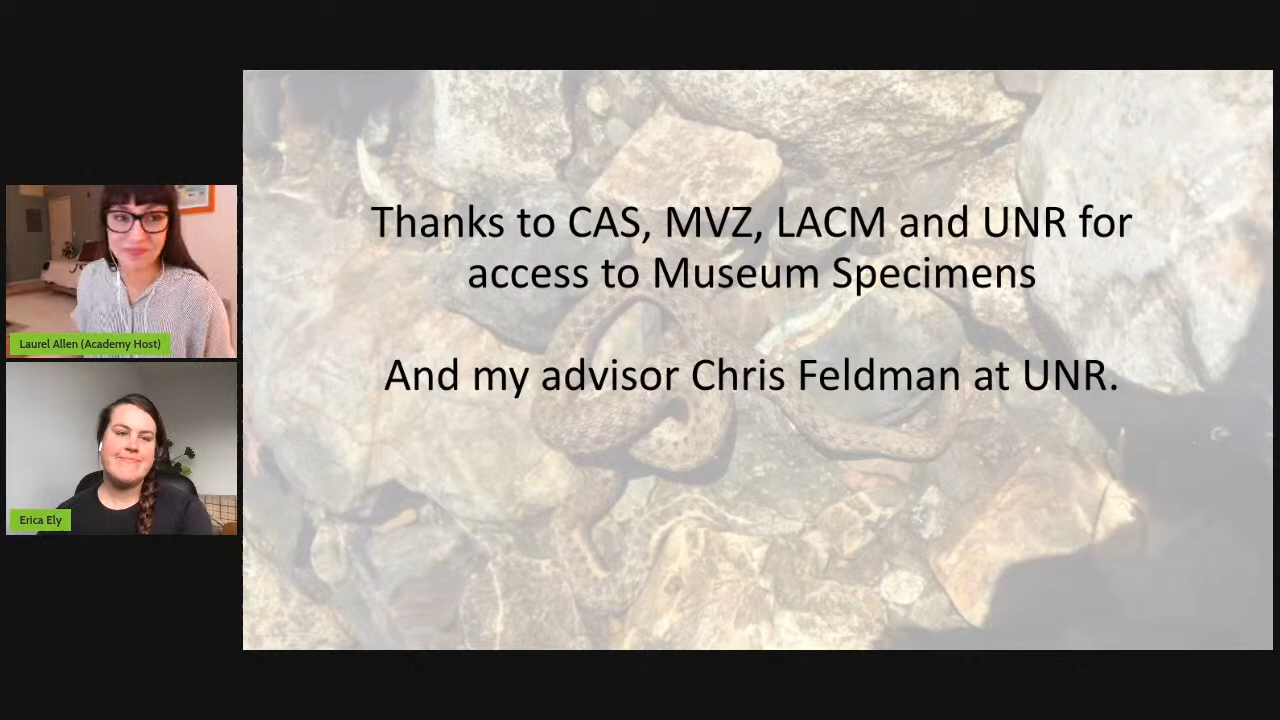 Thanks to CAS, MVZ, LACM and UNR for
access to Museum Specimens
And my advisor Chris Feldman at UNR.
Laurel Allen (Academy Host)
Erica Ely